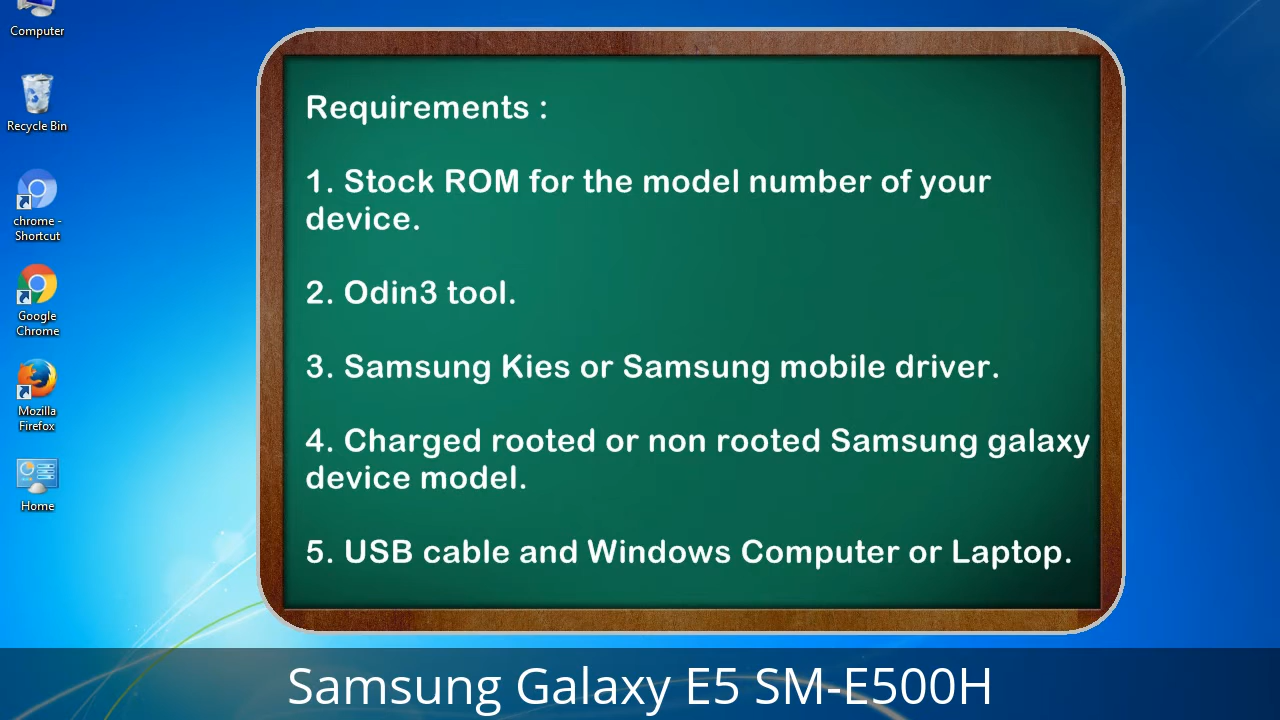 Computer
Recycle Bin
chrome -
Shortcut
Google
Chrome
Mozilla
Firefox
Home
Requirements :
1. Stock ROM for the model number of your
device.
2. Odin3 tool.
3. Samsung Kies or Samsung mobile driver.
4. Charged rooted or non rooted Samsung galaxy
device model.
5. USB cable and Windows Computer or Laptop.
Samsung Galaxy E5 SM-E500H